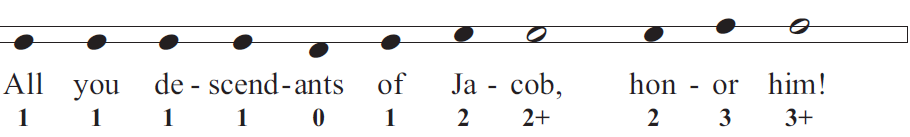 All you de - scend - ants of Ja - cob, hon - or him!
1 1 1 1 0 1 2 2+ 2 3 3+